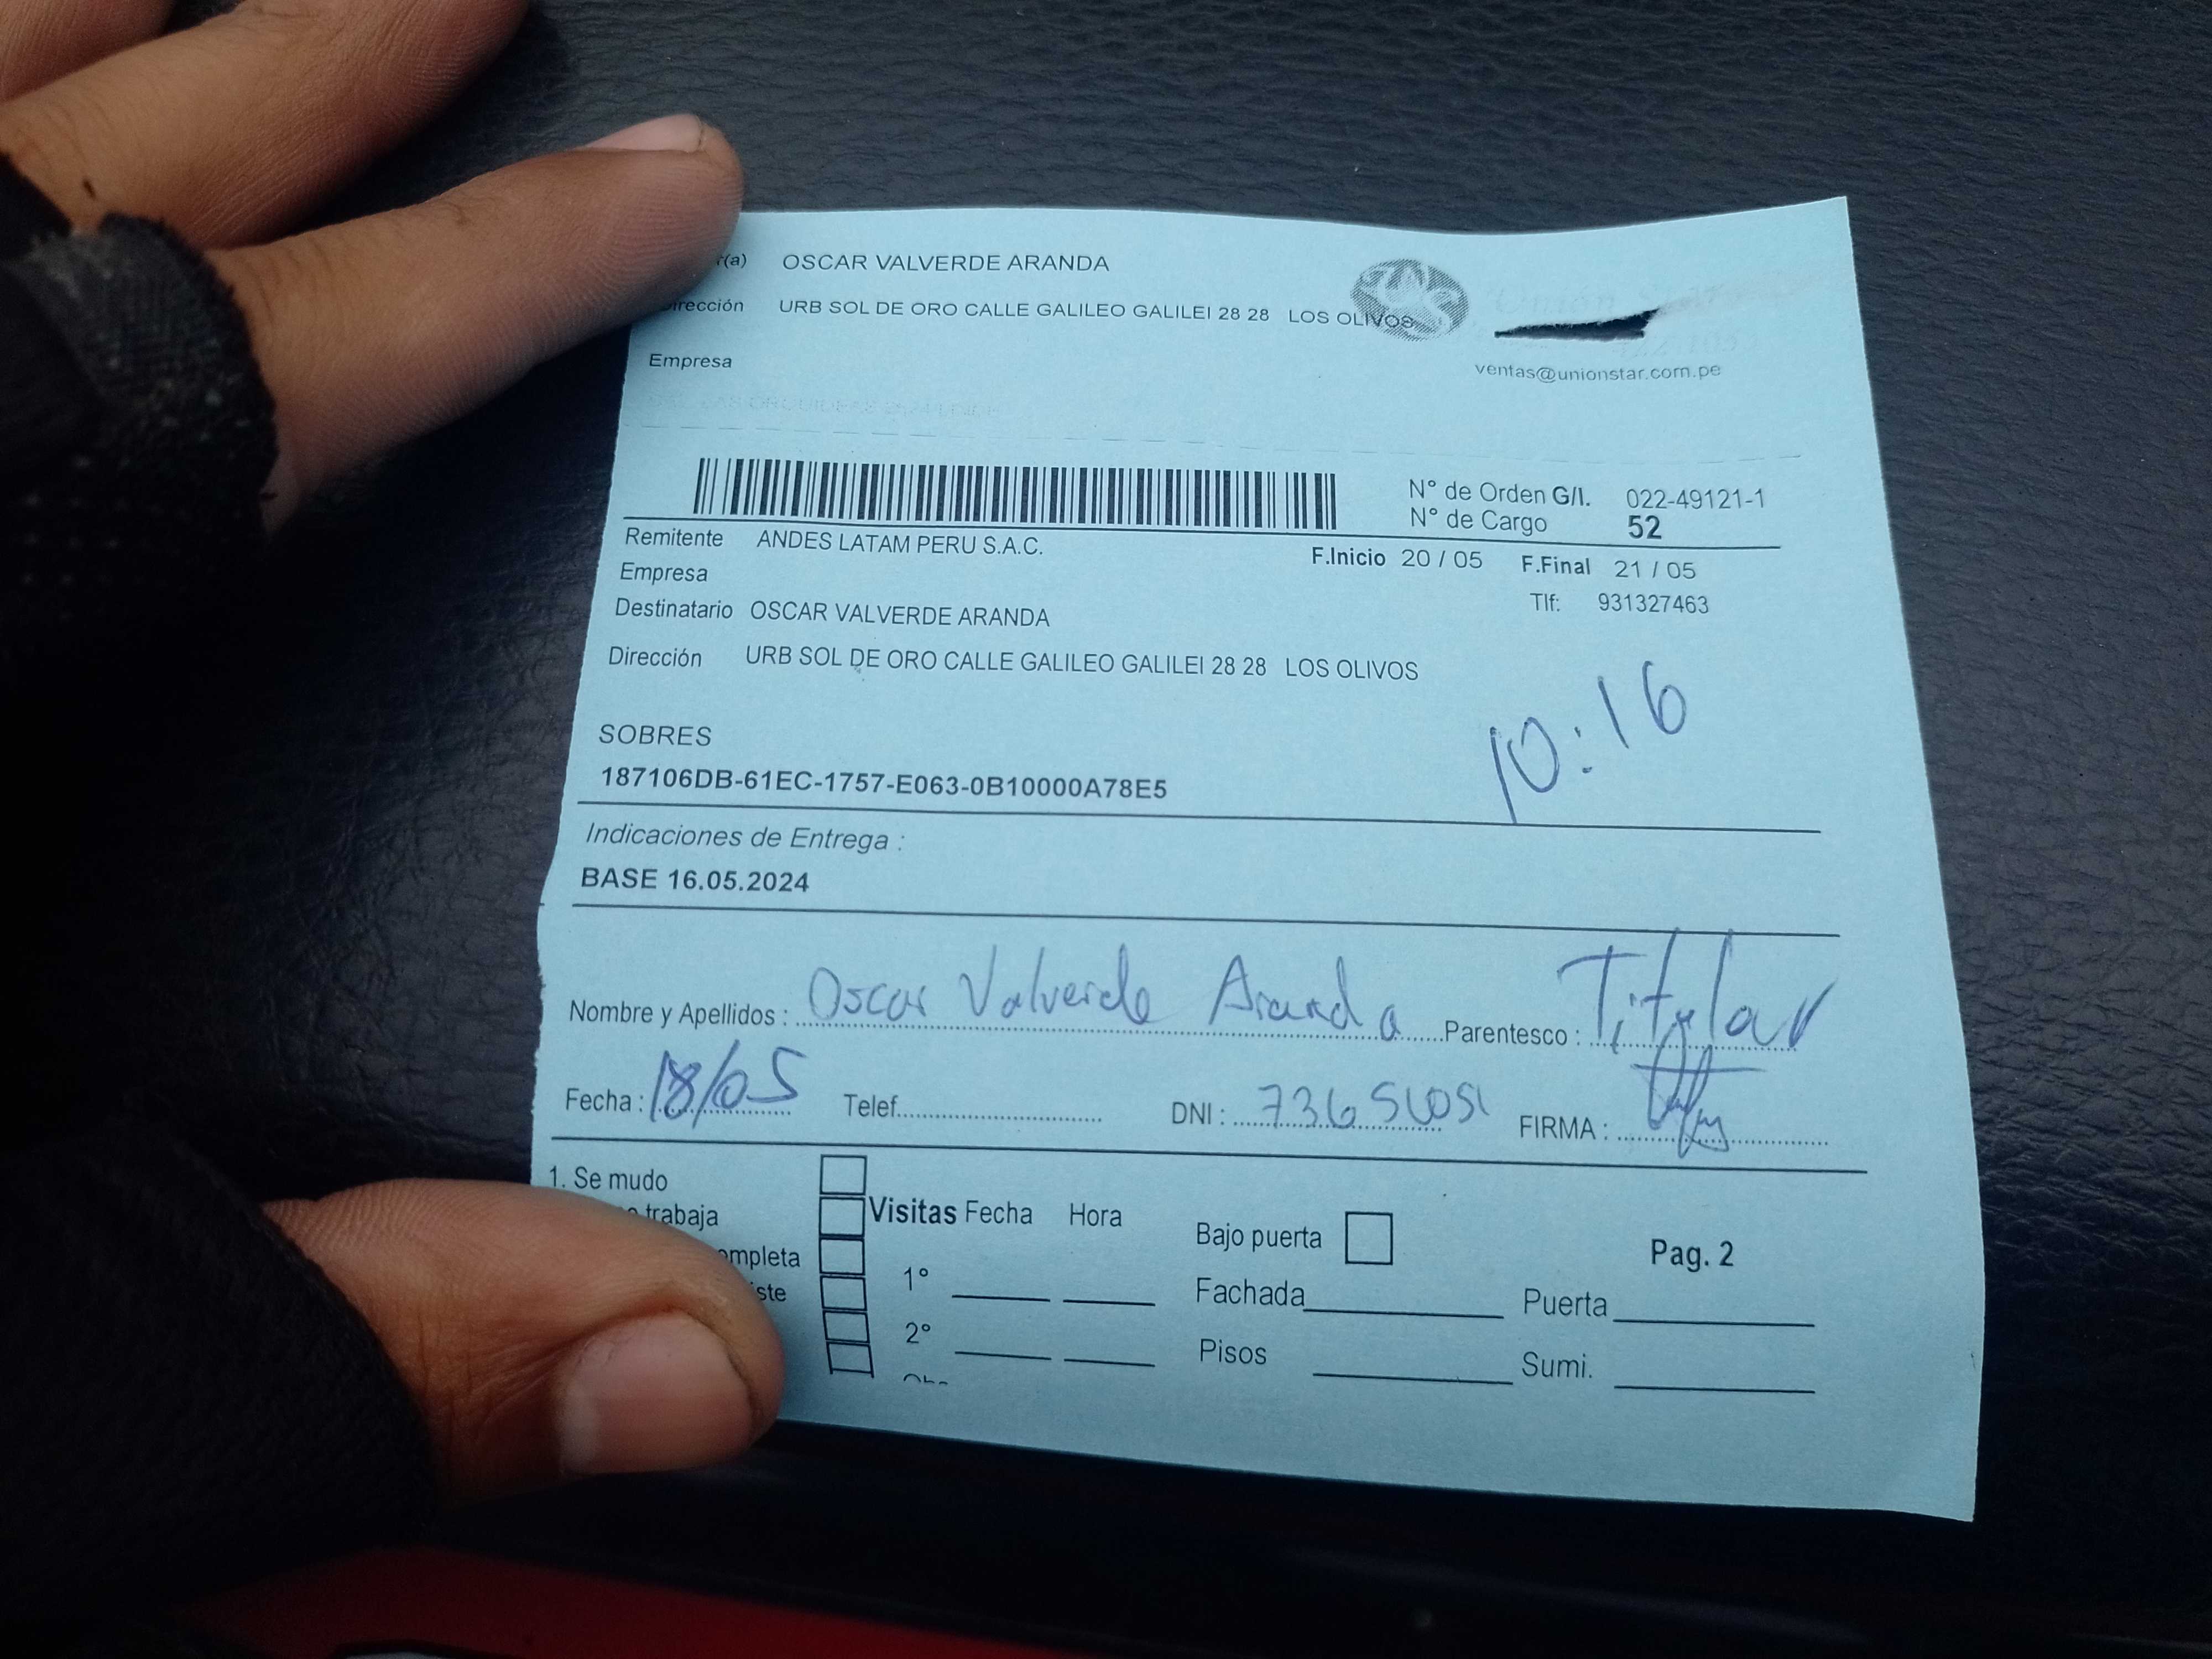 r(a) OSCAR VALVERDE ARANDA
irección URB SOL DE ORO CALLE GALILEO GALILEI 28 28 LOS OLIVOS
Empresa
ventas@unionstar.com.pe
N° de Orden G/I. 022-49121-1
N° de Cargo 52
Remitente ANDES LATAM PERU S.A.C.
F.Inicio 20 / 05 F.Final 21 / 05
Empresa
Tlf: 931327463
Destinatario OSCAR VALVERDE ARANDA
Dirección URB SOL DE ORO CALLE GALILEO GALILEI 28 28 LOS OLIVOS
10:16
SOBRES
187106DB-61EC-1757-E063-0B10000A78E5
Indicaciones de Entrega :
BASE 16.05.2024
Nombre y Apellidos : Oscar Valverde Aranda Parentesco : Titular
Fecha : 18/05 Telef. DNI : FIRMA :
1. Se mudo
trabaja
mpleta
ste
Visitas Fecha Hora
1°
2°
Bajo puerta
Pag. 2
Fachada Puerta
Pisos Sumi.